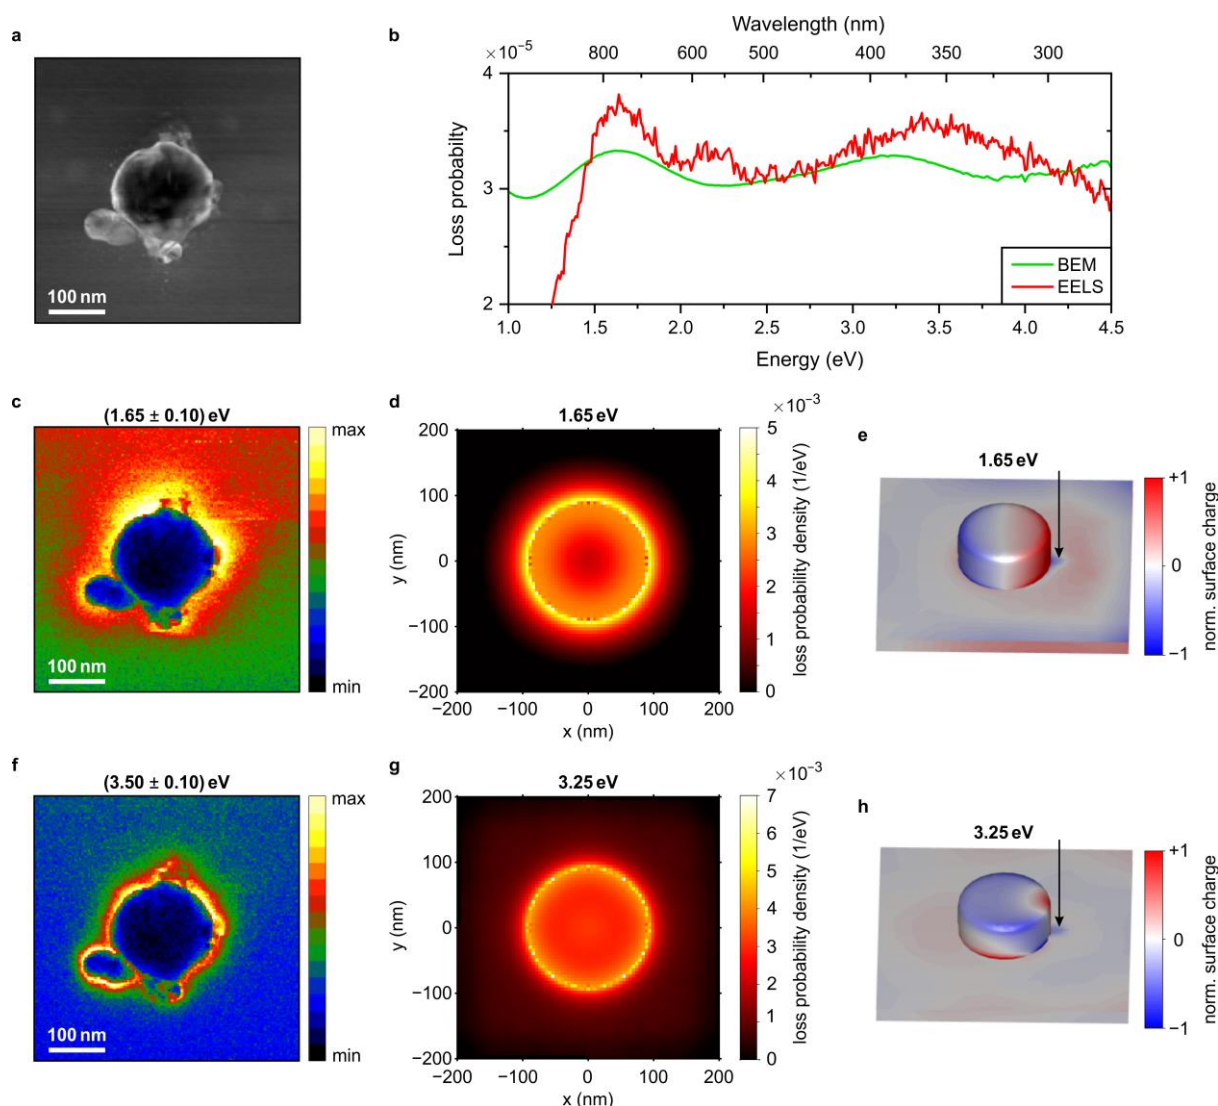 a
100 nm
b
Wavelength (nm)
800 600 500 400 350 300
×10⁻⁵
4
3
2
Loss probabilty
BEM
EELS
1.0 1.5 2.0 2.5 3.0 3.5 4.0 4.5
Energy (eV)
c
(1.65 ± 0.10) eV
max
min
100 nm
d
1.65 eV
×10⁻³
200
100
0
−100
−200
y (nm)
−200 −100 0 100 200
x (nm)
5
4
3
2
1
0
loss probability density (1/eV)
e
1.65 eV
+1
0
−1
norm. surface charge
f
(3.50 ± 0.10) eV
max
min
100 nm
g
3.25 eV
×10⁻³
200
100
0
−100
−200
y (nm)
−200 −100 0 100 200
x (nm)
7
6
5
4
3
2
1
0
loss probability density (1/eV)
h
3.25 eV
+1
0
−1
norm. surface charge